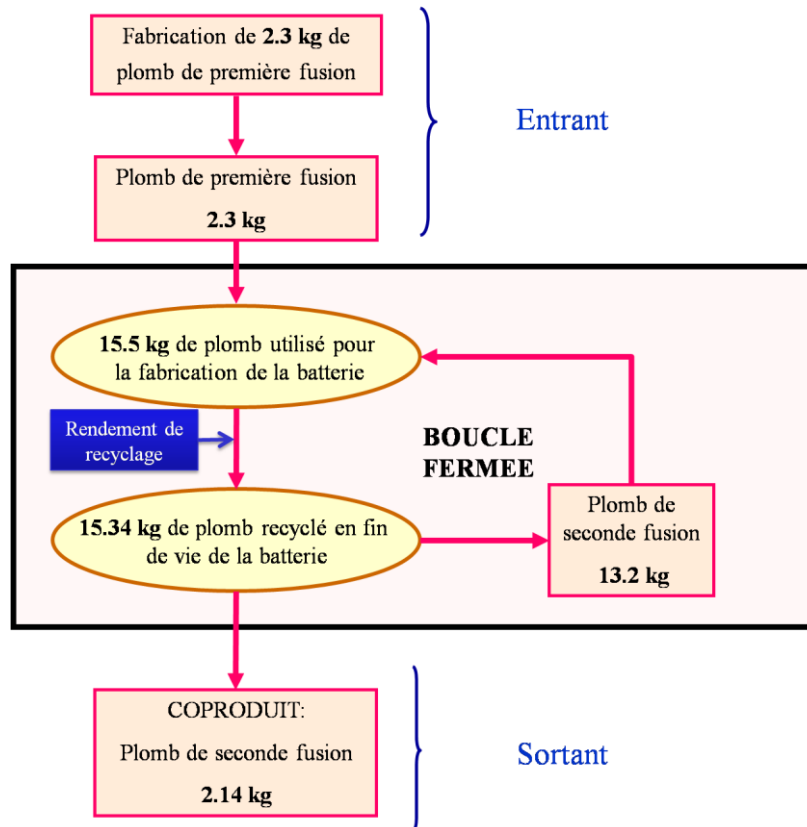 Fabrication de 2.3 kg de
plomb de première fusion
Entrant
Plomb de première fusion
2.3 kg
15.5 kg de plomb utilisé pour
la fabrication de la batterie
Rendement de
recyclage
BOUCLE
FERMEE
Plomb de
seconde fusion
13.2 kg
15.34 kg de plomb recyclé en fin
de vie de la batterie
COPRODUIT:
Plomb de seconde fusion
2.14 kg
Sortant